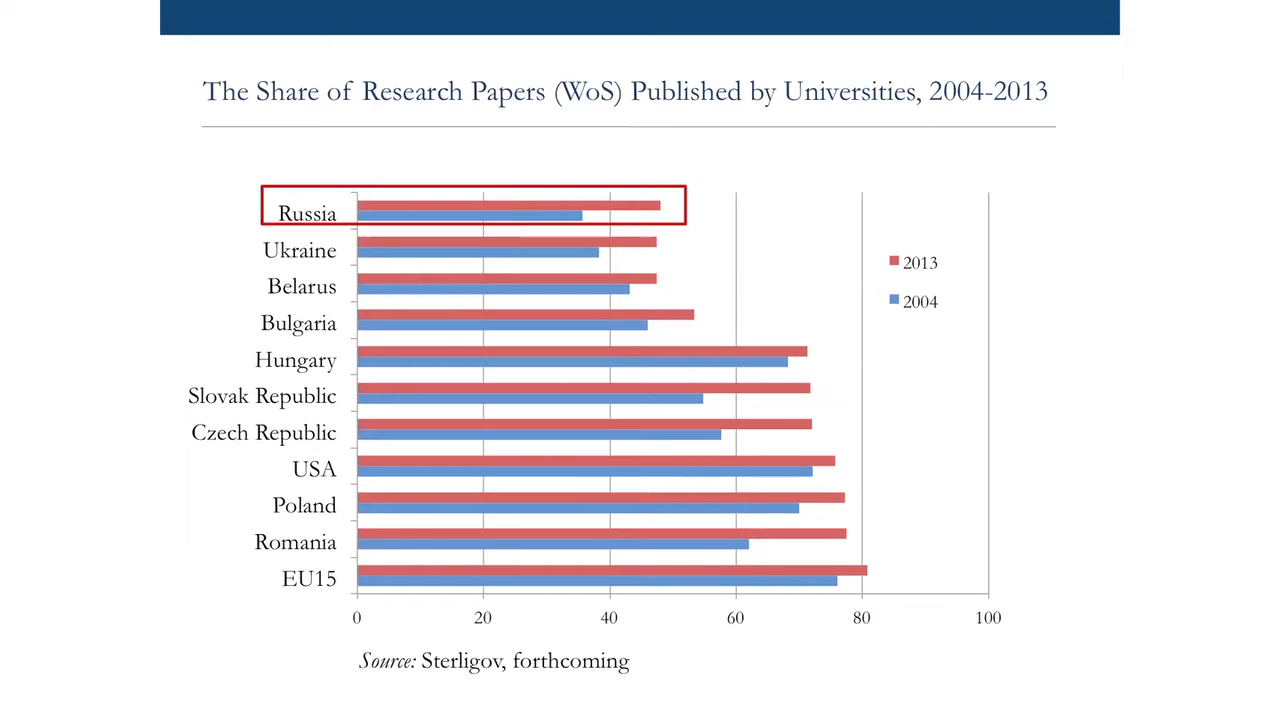 The Share of Research Papers (WoS) Published by Universities, 2004-2013
Russia
Ukraine
Belarus
Bulgaria
Hungary
Slovak Republic
Czech Republic
USA
Poland
Romania
EU15
2013
2004
0 20 40 60 80 100
Source: Sterligov, forthcoming